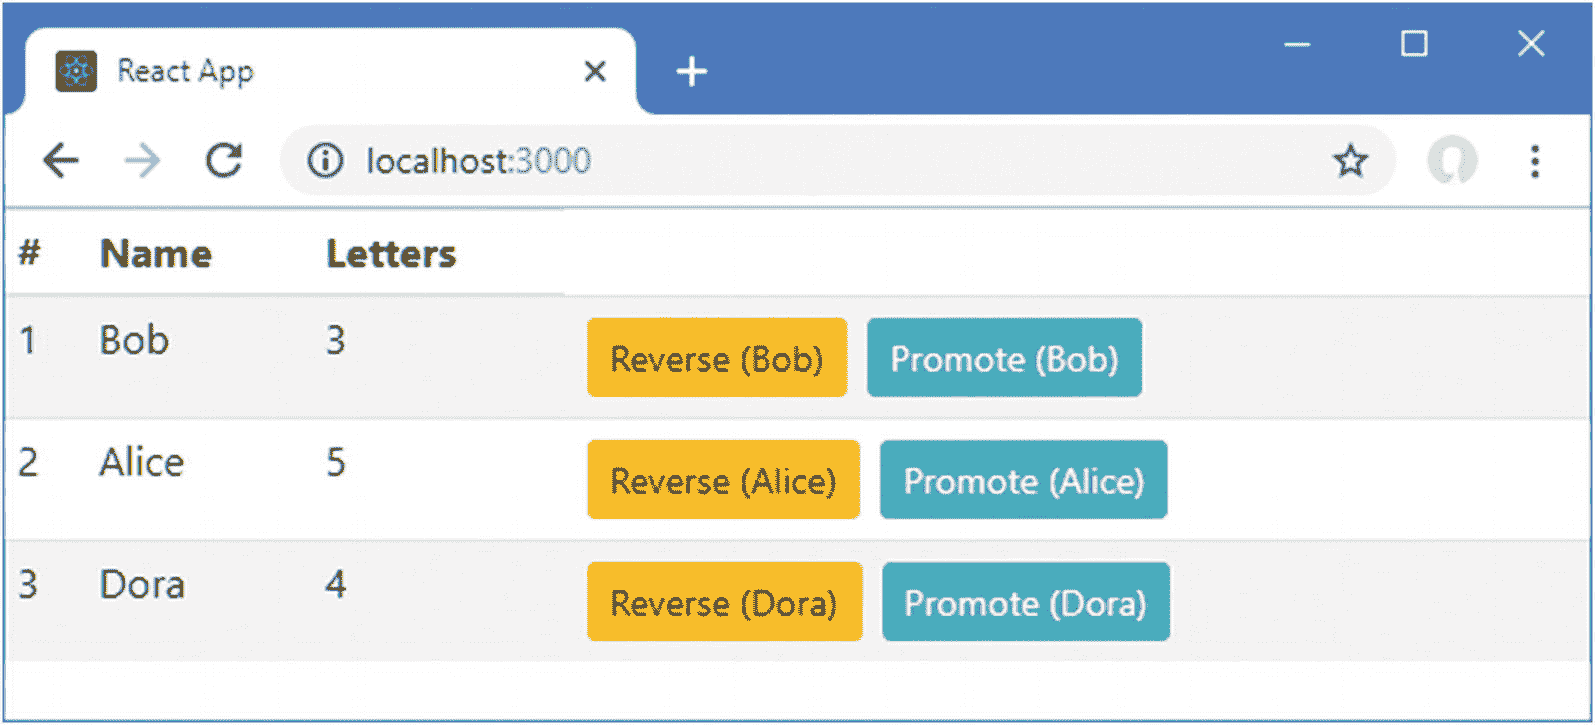 React App
localhost:3000
# Name Letters
1 Bob 3 Reverse (Bob) Promote (Bob)
2 Alice 5 Reverse (Alice) Promote (Alice)
3 Dora 4 Reverse (Dora) Promote (Dora)